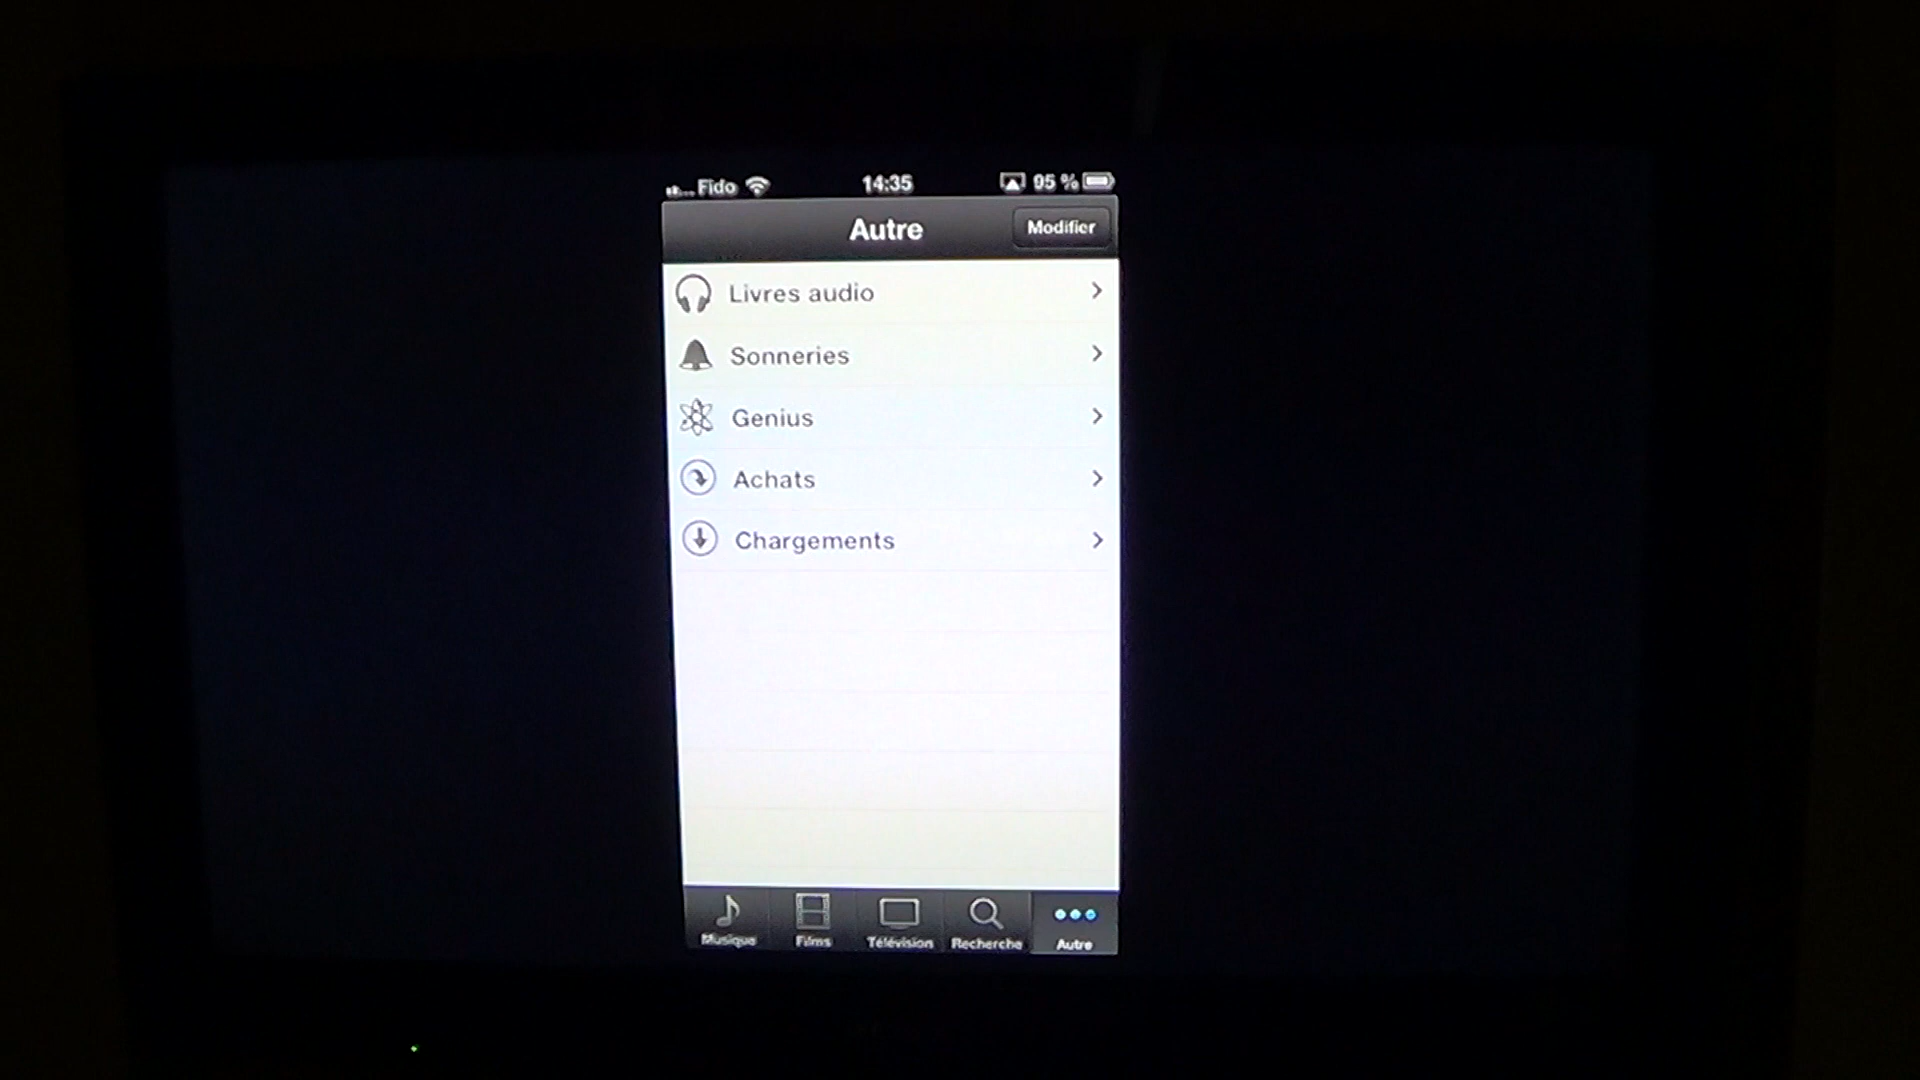 Fido 14:35 95 %
Autre Modifier
Livres audio
Sonneries
Genius
Achats
Chargements
Musique Films Télévision Recherche Autre